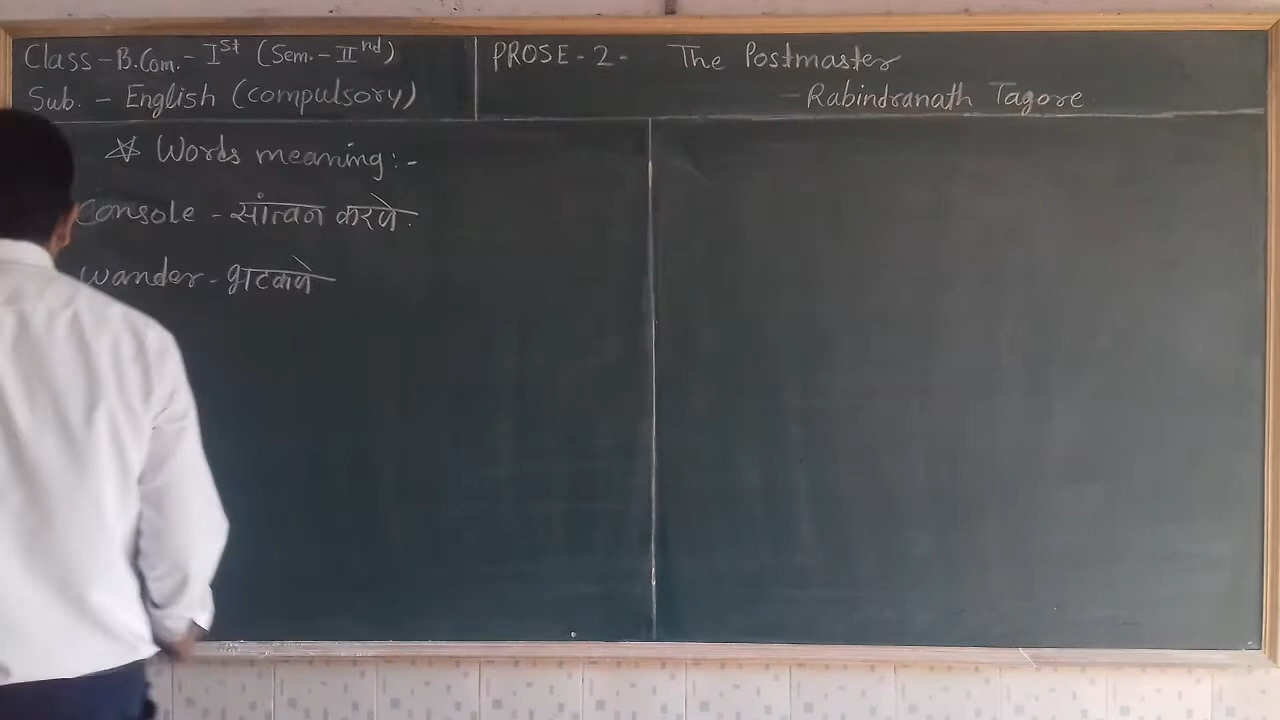 Class - B.Com. - Ist (Sem. - IInd)
Sub. - English (compulsory)
PROSE - 2 - The Postmaster
- Rabindranath Tagore
☆ Words meaning :-
Console - सांत्वन करणे.
Wander - भटकणे